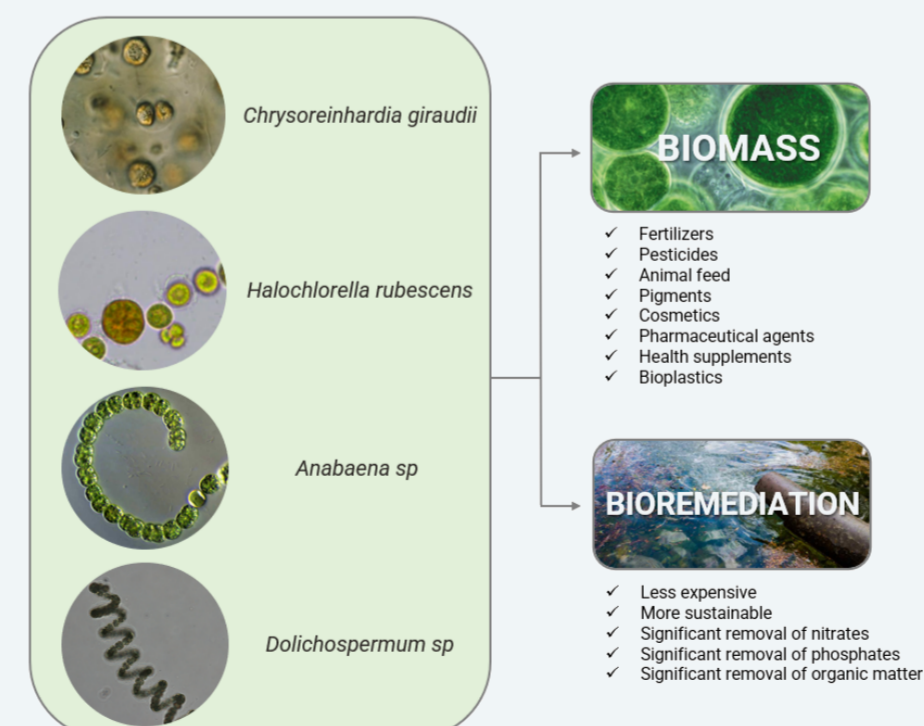 Chrysoreinhardia giraudii
Halochlorella rubescens
Anabaena sp
Dolichospermum sp
BIOMASS
✓ Fertilizers
✓ Pesticides
✓ Animal feed
✓ Pigments
✓ Cosmetics
✓ Pharmaceutical agents
✓ Health supplements
✓ Bioplastics
BIOREMEDIATION
✓ Less expensive
✓ More sustainable
✓ Significant removal of nitrates
✓ Significant removal of phosphates
✓ Significant removal of organic matter